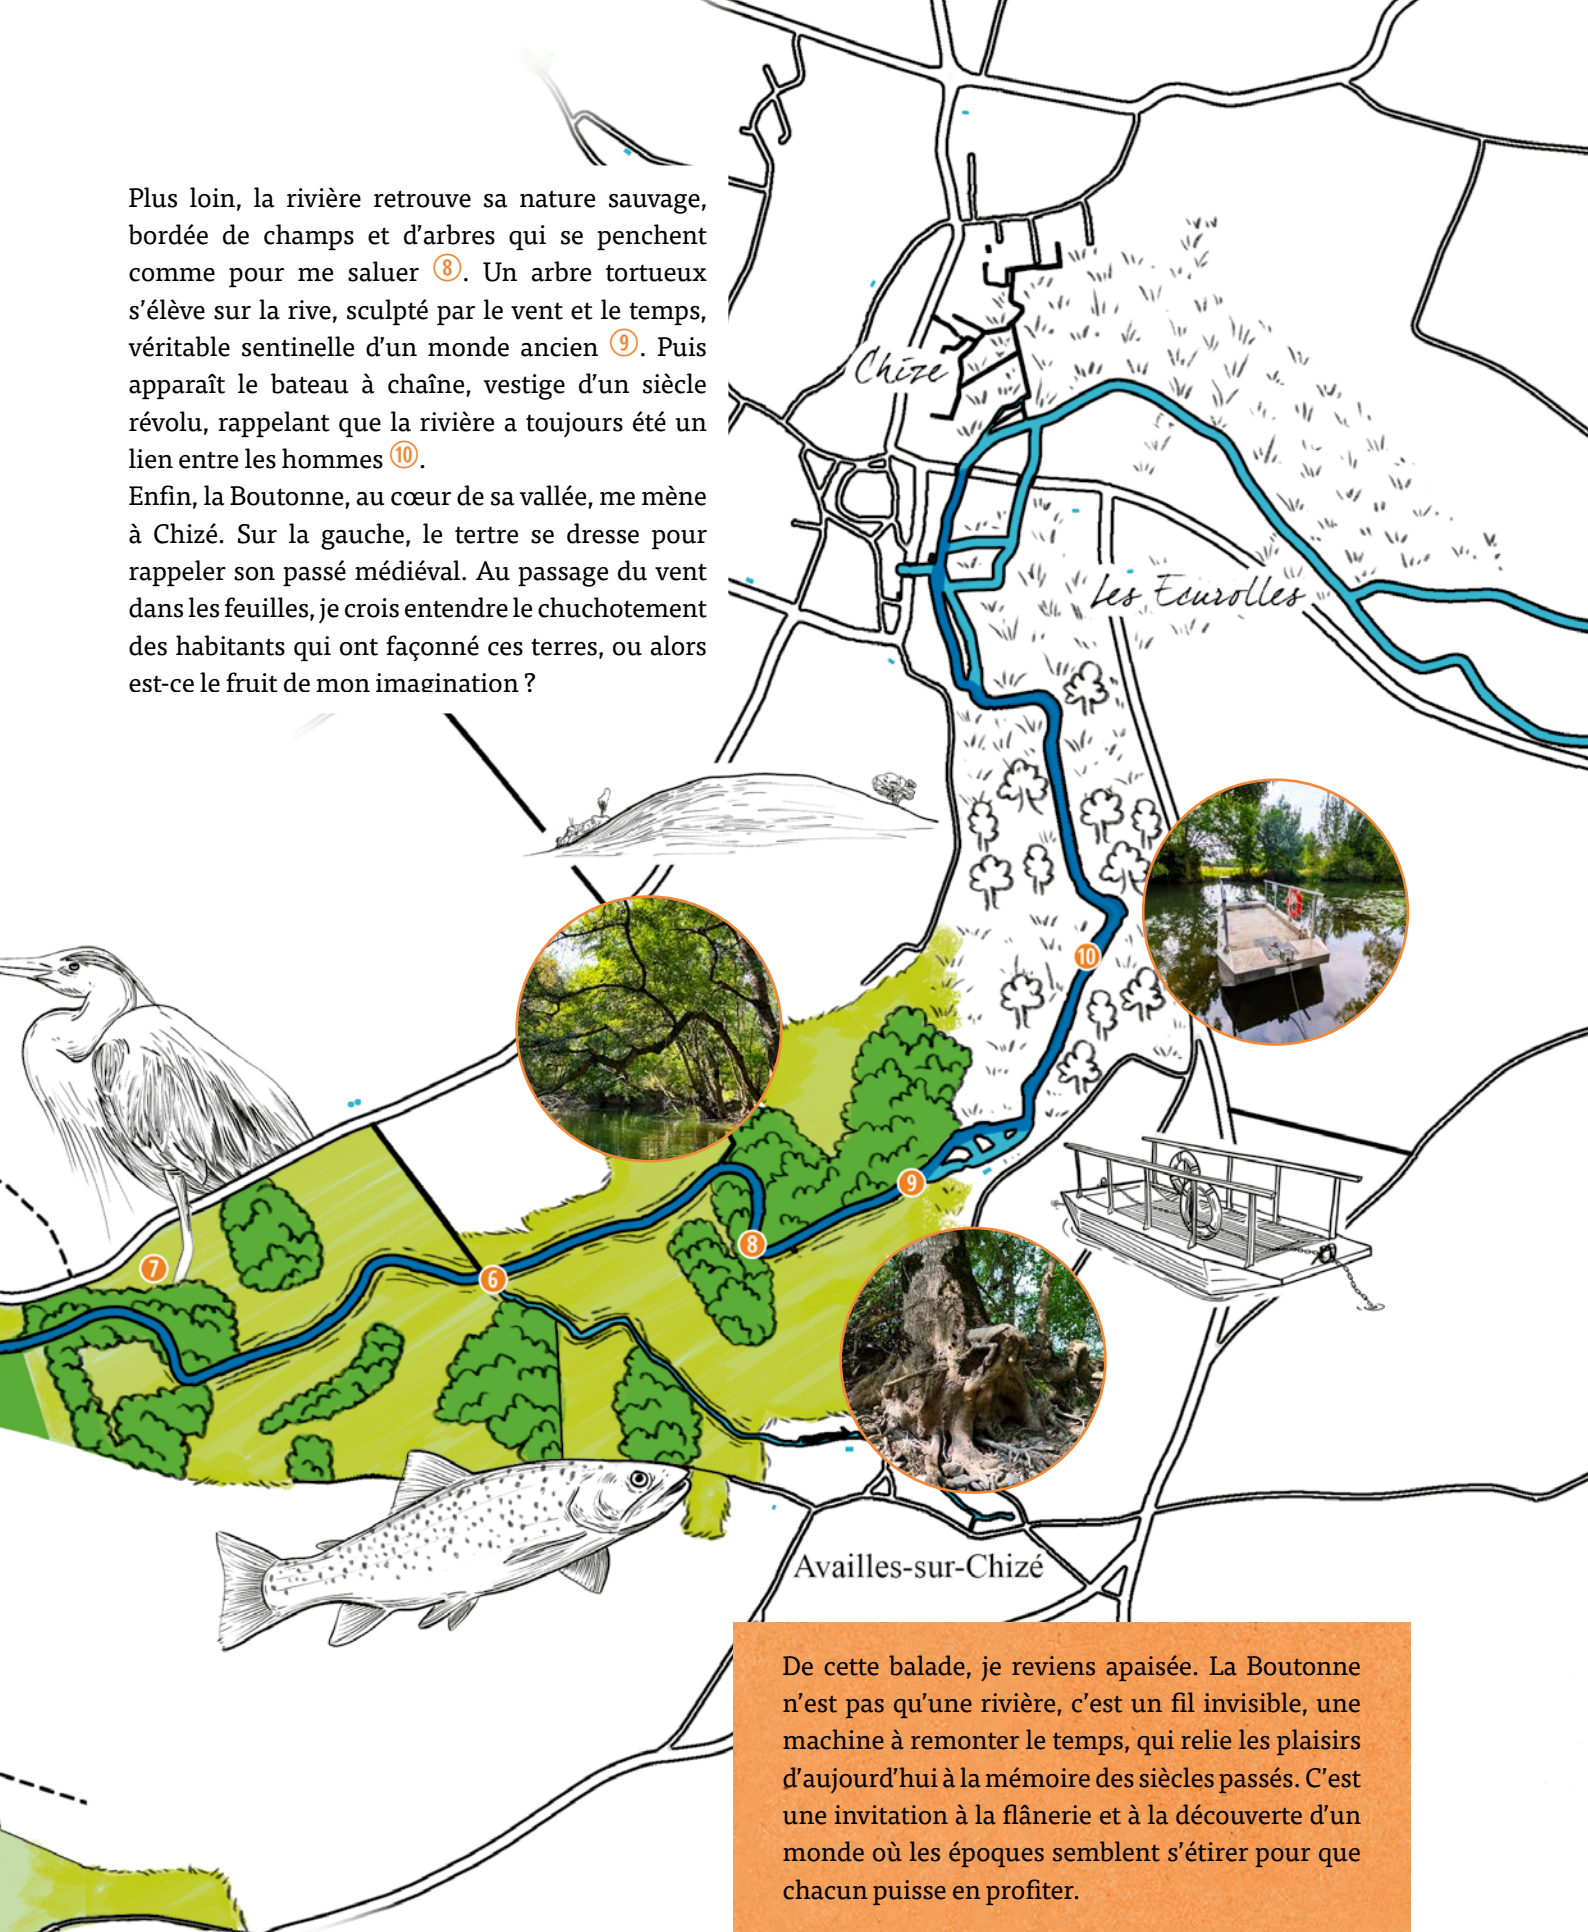 Plus loin, la rivière retrouve sa nature sauvage,
bordée de champs et d'arbres qui se penchent
comme pour me saluer 8. Un arbre tortueux
s'élève sur la rive, sculpté par le vent et le temps,
véritable sentinelle d'un monde ancien 9. Puis
apparaît le bateau à chaîne, vestige d'un siècle
révolu, rappelant que la rivière a toujours été un
lien entre les hommes 10.
Enfin, la Boutonne, au cœur de sa vallée, me mène
à Chizé. Sur la gauche, le tertre se dresse pour
rappeler son passé médiéval. Au passage du vent
dans les feuilles, je crois entendre le chuchotement
des habitants qui ont façonné ces terres, ou alors
est-ce le fruit de mon imagination ?
Chizé
Les Ecurolles
10
9
8
7
6
Availles-sur-Chizé
De cette balade, je reviens apaisée. La Boutonne
n'est pas qu'une rivière, c'est un fil invisible, une
machine à remonter le temps, qui relie les plaisirs
d'aujourd'hui à la mémoire des siècles passés. C'est
une invitation à la flânerie et à la découverte d'un
monde où les époques semblent s'étirer pour que
chacun puisse en profiter.